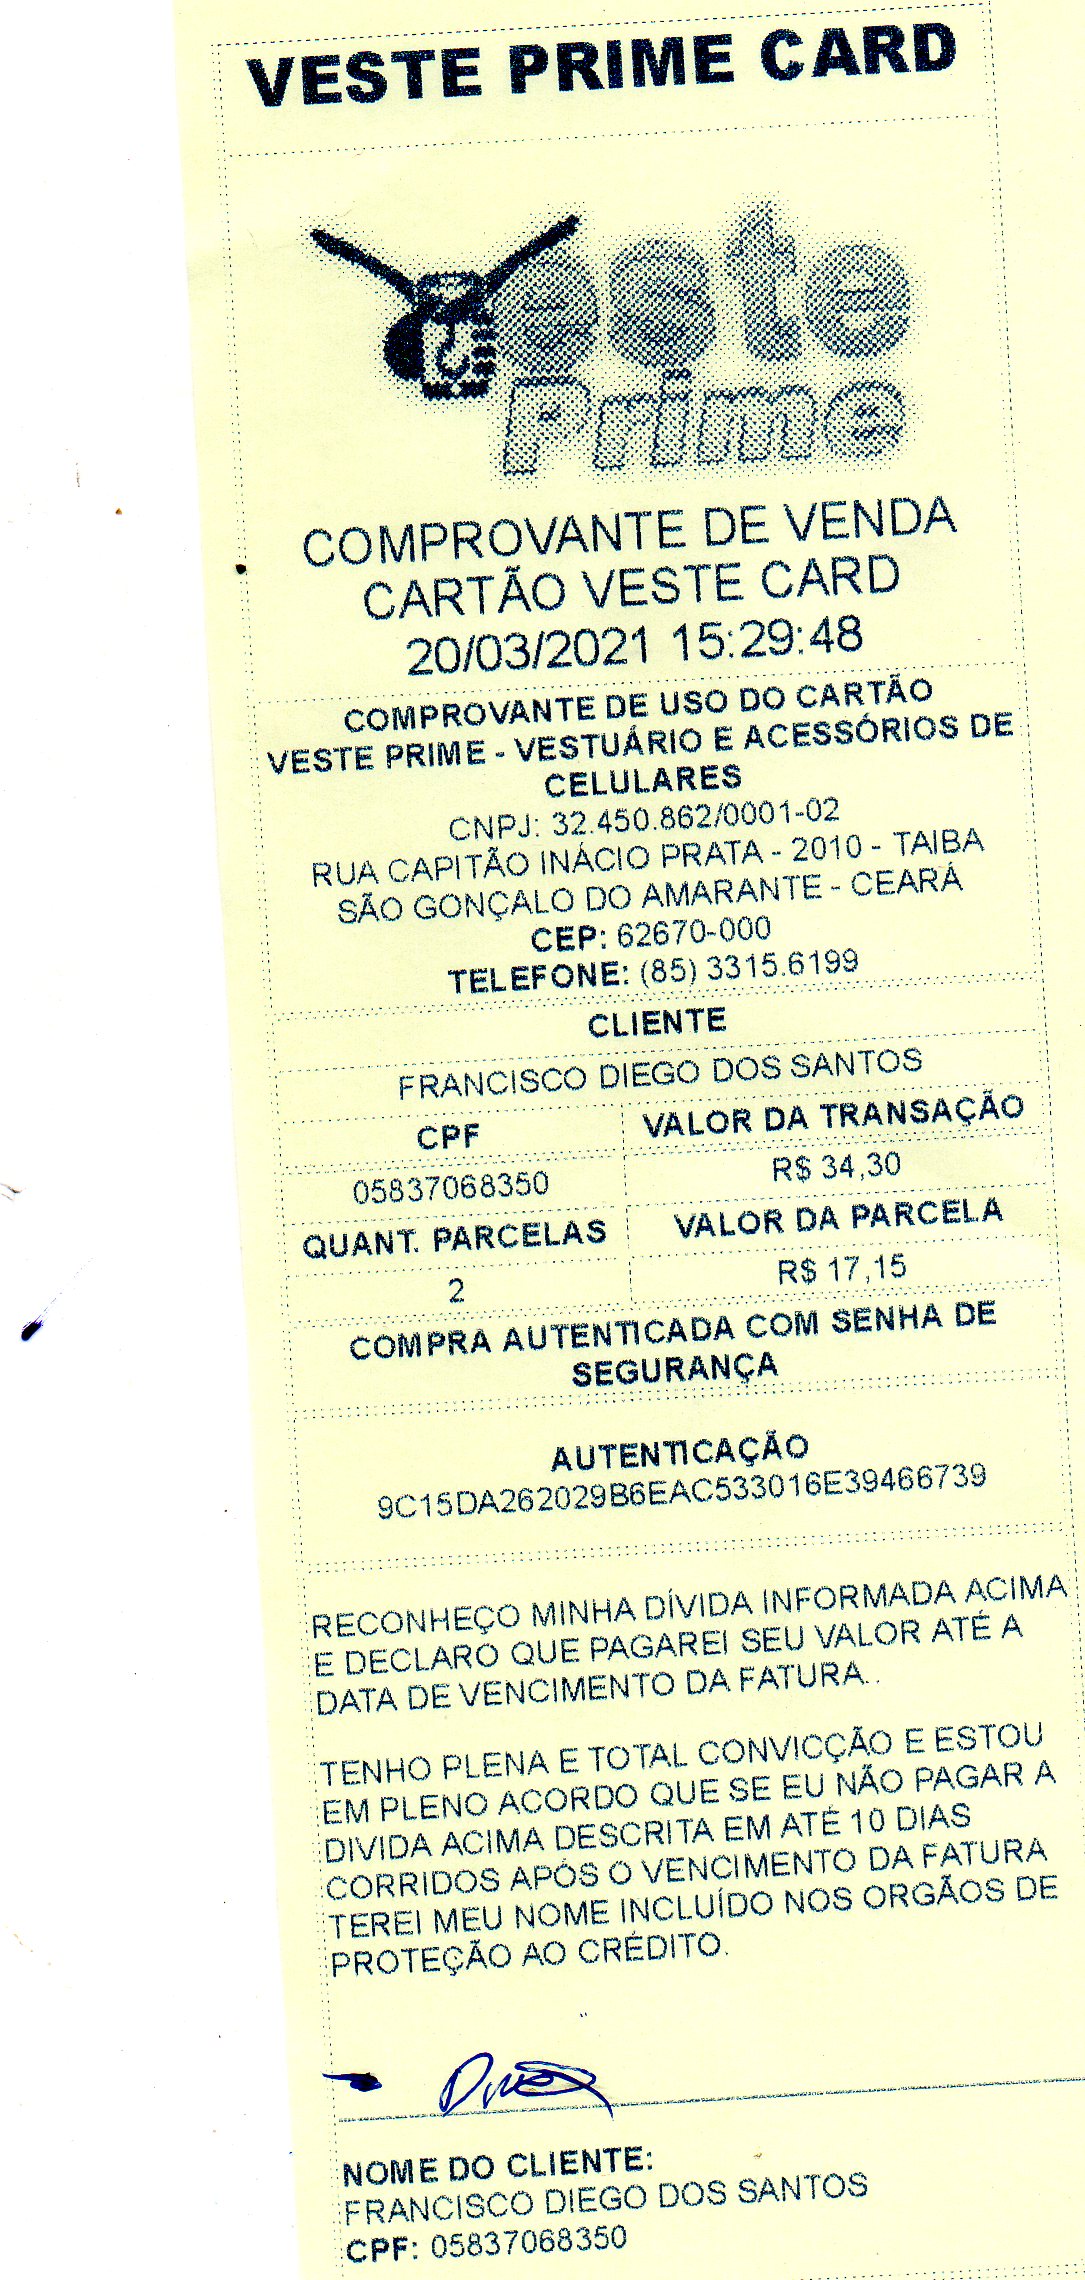 VESTE PRIME CARD
Veste
Prime
COMPROVANTE DE VENDA
CARTÃO VESTE CARD
20/03/2021 15:29:48
COMPROVANTE DE USO DO CARTÃO
VESTE PRIME - VESTUÁRIO E ACESSÓRIOS DE
CELULARES
CNPJ: 32.450.862/0001-02
RUA CAPITÃO INÁCIO PRATA - 2010 - TAIBA
SÃO GONÇALO DO AMARANTE - CEARÁ
CEP: 62670-000
TELEFONE: (85) 3315.6199
CLIENTE
FRANCISCO DIEGO DOS SANTOS
CPF VALOR DA TRANSAÇÃO
05837068350 R$ 34,30
QUANT. PARCELAS VALOR DA PARCELA
2 R$ 17,15
COMPRA AUTENTICADA COM SENHA DE
SEGURANÇA
AUTENTICAÇÃO
9C15DA262029B6EAC533016E39466739
RECONHEÇO MINHA DÍVIDA INFORMADA ACIMA
E DECLARO QUE PAGAREI SEU VALOR ATÉ A
DATA DE VENCIMENTO DA FATURA..
TENHO PLENA E TOTAL CONVICÇÃO E ESTOU
EM PLENO ACORDO QUE SE EU NÃO PAGAR A
DIVIDA ACIMA DESCRITA EM ATÉ 10 DIAS
CORRIDOS APÓS O VENCIMENTO DA FATURA
TEREI MEU NOME INCLUÍDO NOS ORGÃOS DE
PROTEÇÃO AO CRÉDITO.
NOME DO CLIENTE:
FRANCISCO DIEGO DOS SANTOS
CPF: 05837068350